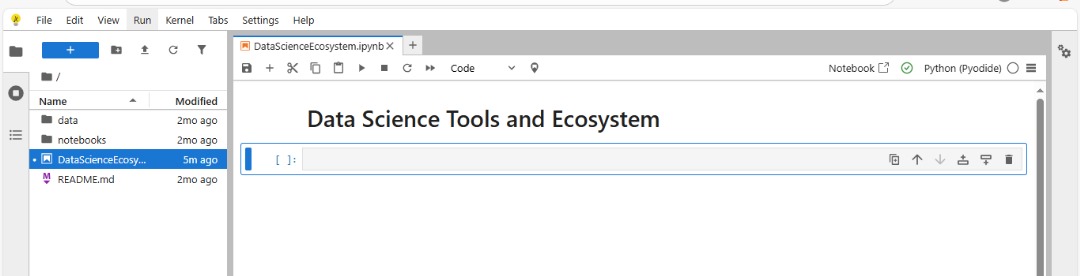 File Edit View Run Kernel Tabs Settings Help
+
DataScienceEcosystem.ipynb
Code
Notebook
Python (Pyodide)
/
Name Modified
data 2mo ago
notebooks 2mo ago
DataScienceEcosy... 5m ago
M README.md 2mo ago
Data Science Tools and Ecosystem
[ ]: